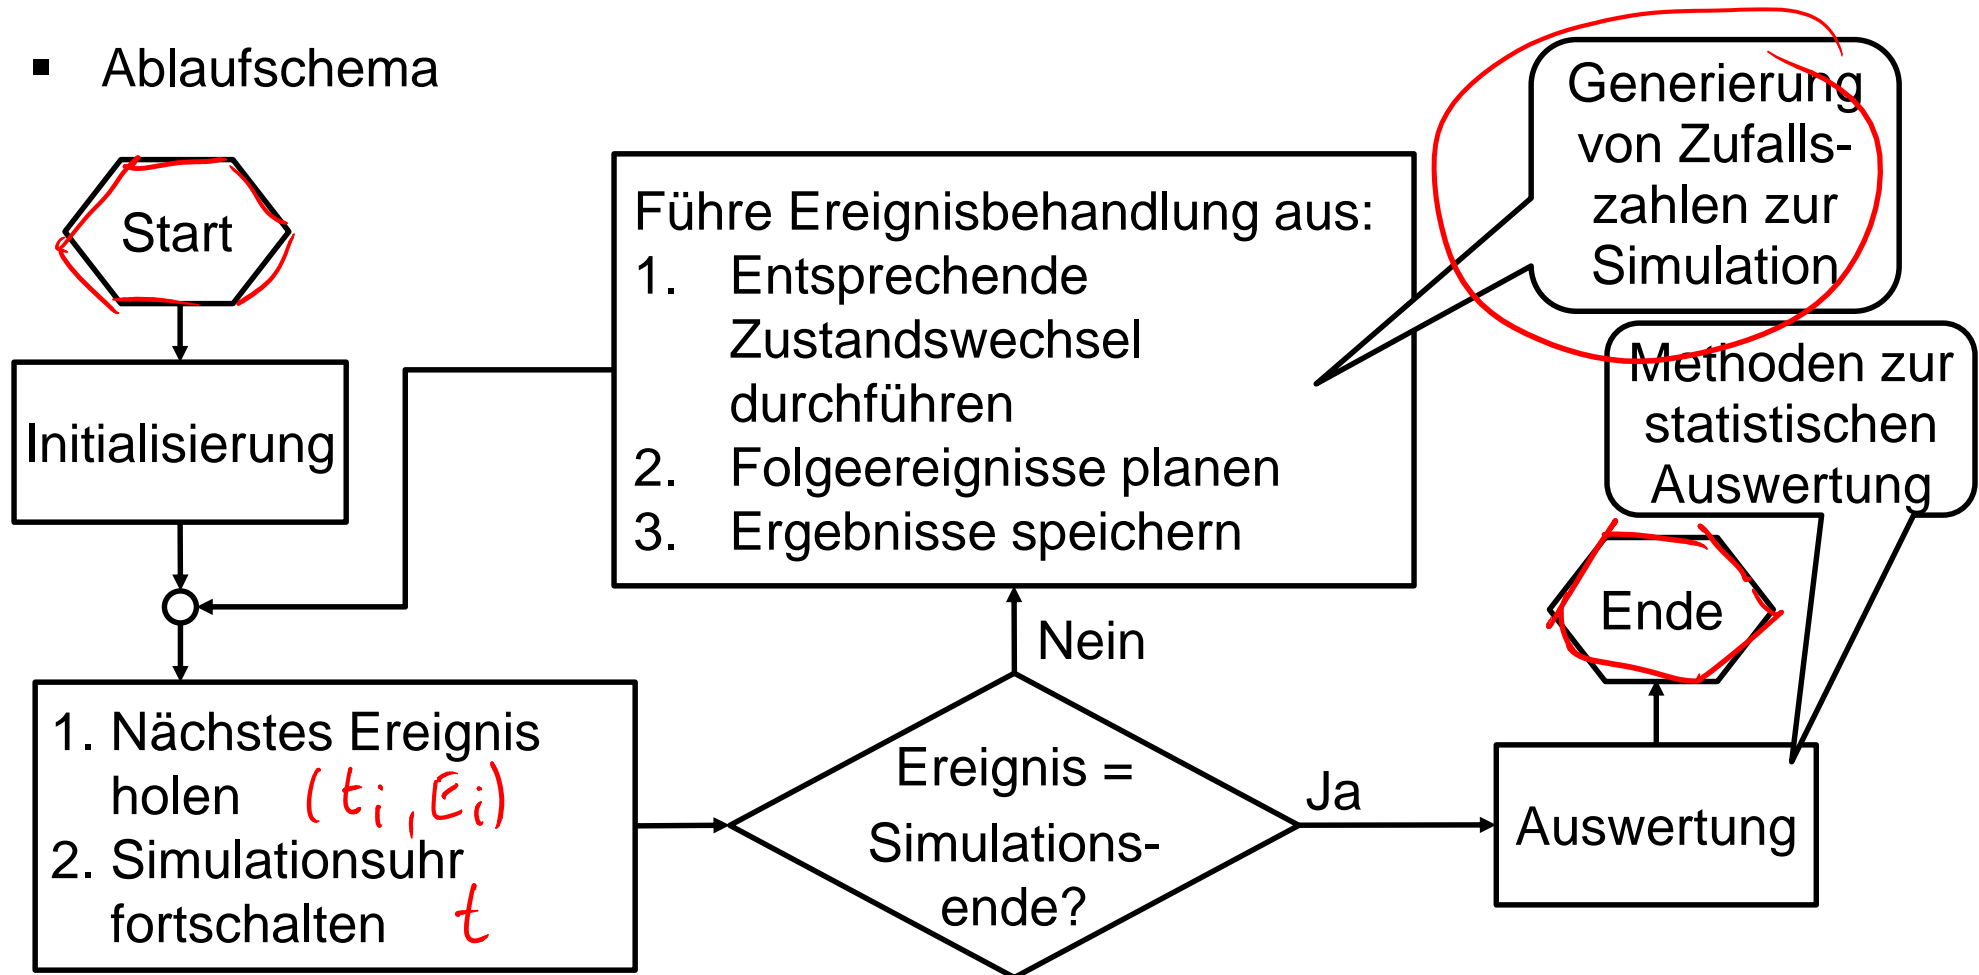 ▪ Ablaufschema
Start
Initialisierung
Führe Ereignisbehandlung aus:
1. Entsprechende
Zustandswechsel
durchführen
2. Folgeereignisse planen
3. Ergebnisse speichern
Generierung
von Zufalls-
zahlen zur
Simulation
Methoden zur
statistischen
Auswertung
1. Nächstes Ereignis
holen (ti, Ei)
2. Simulationsuhr
fortschalten t
Ereignis =
Simulations-
ende?
Nein
Ja
Auswertung
Ende